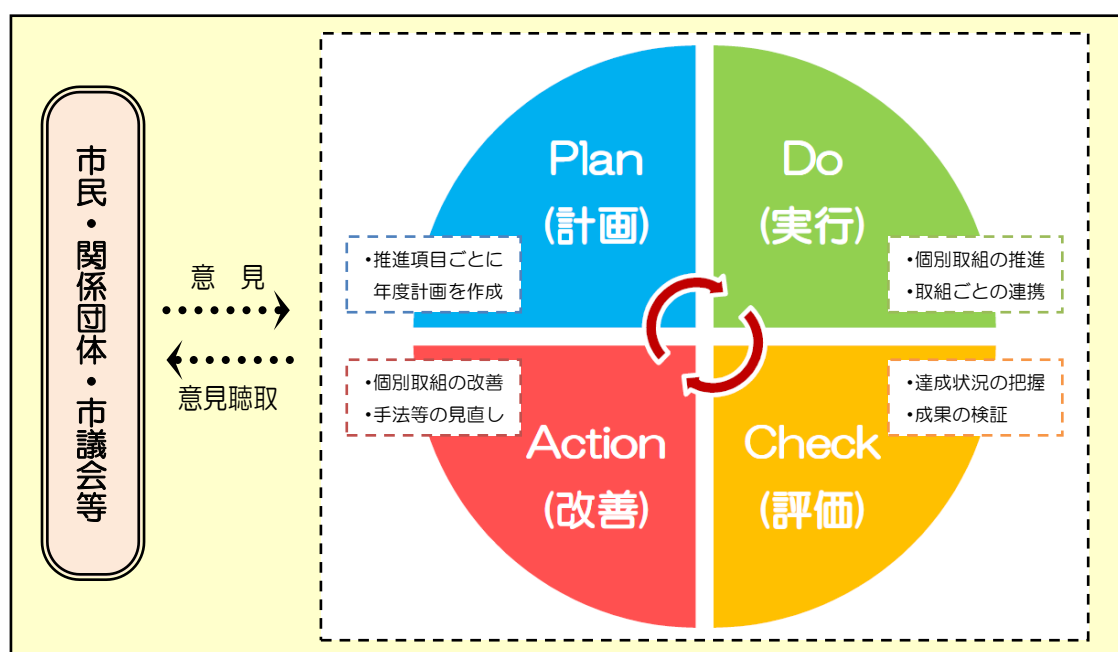 市民・関係団体・市議会等
意 見
意見聴取
Plan
(計画)
・推進項目ごとに
年度計画を作成
Do
(実行)
・個別取組の推進
・取組ごとの連携
・個別取組の改善
・手法等の見直し
Action
(改善)
・達成状況の把握
・成果の検証
Check
(評価)